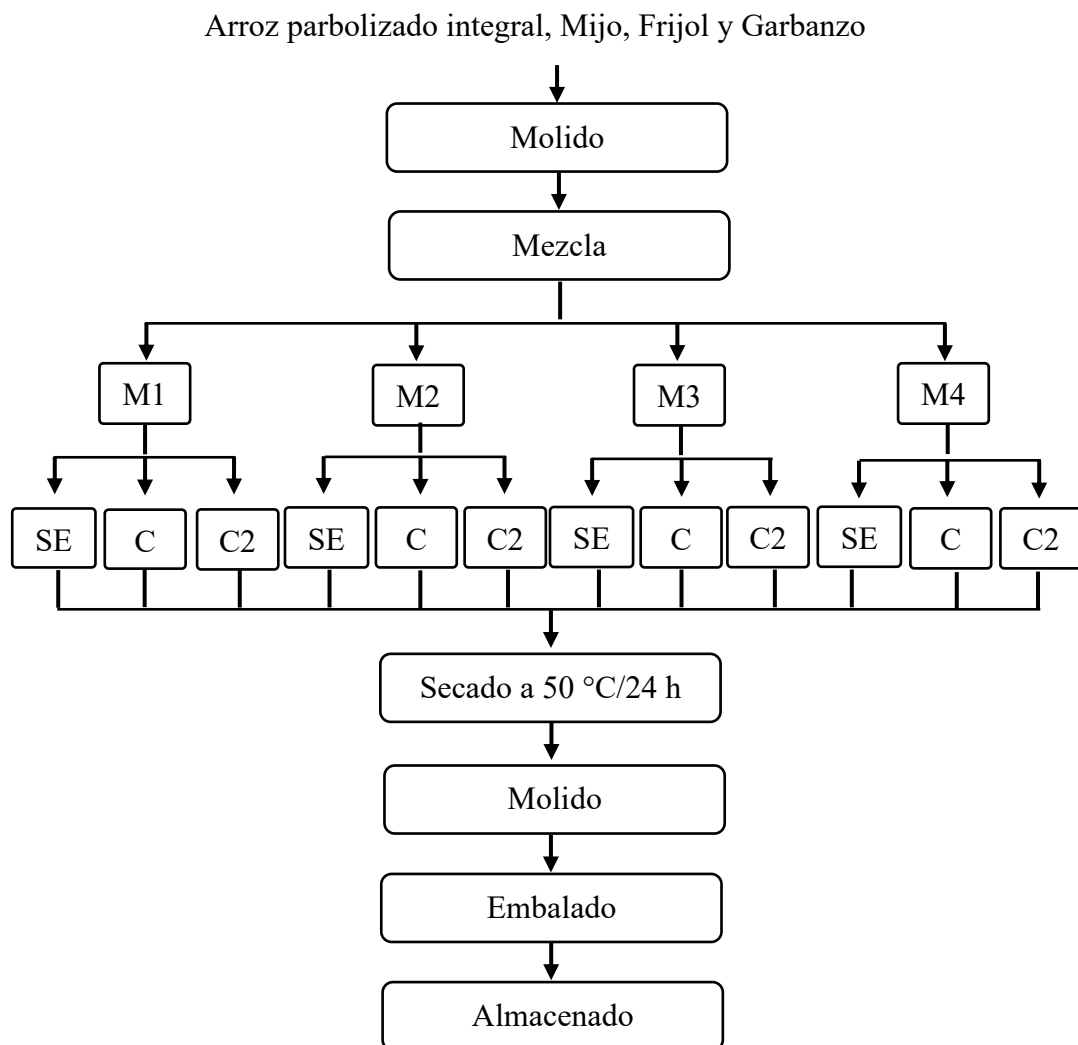 Arroz parbolizado integral, Mijo, Frijol y Garbanzo
Molido
Mezcla
M1 M2 M3 M4
SE C C2 SE C C2 SE C C2 SE C C2
Secado a 50 °C/24 h
Molido
Embalado
Almacenado